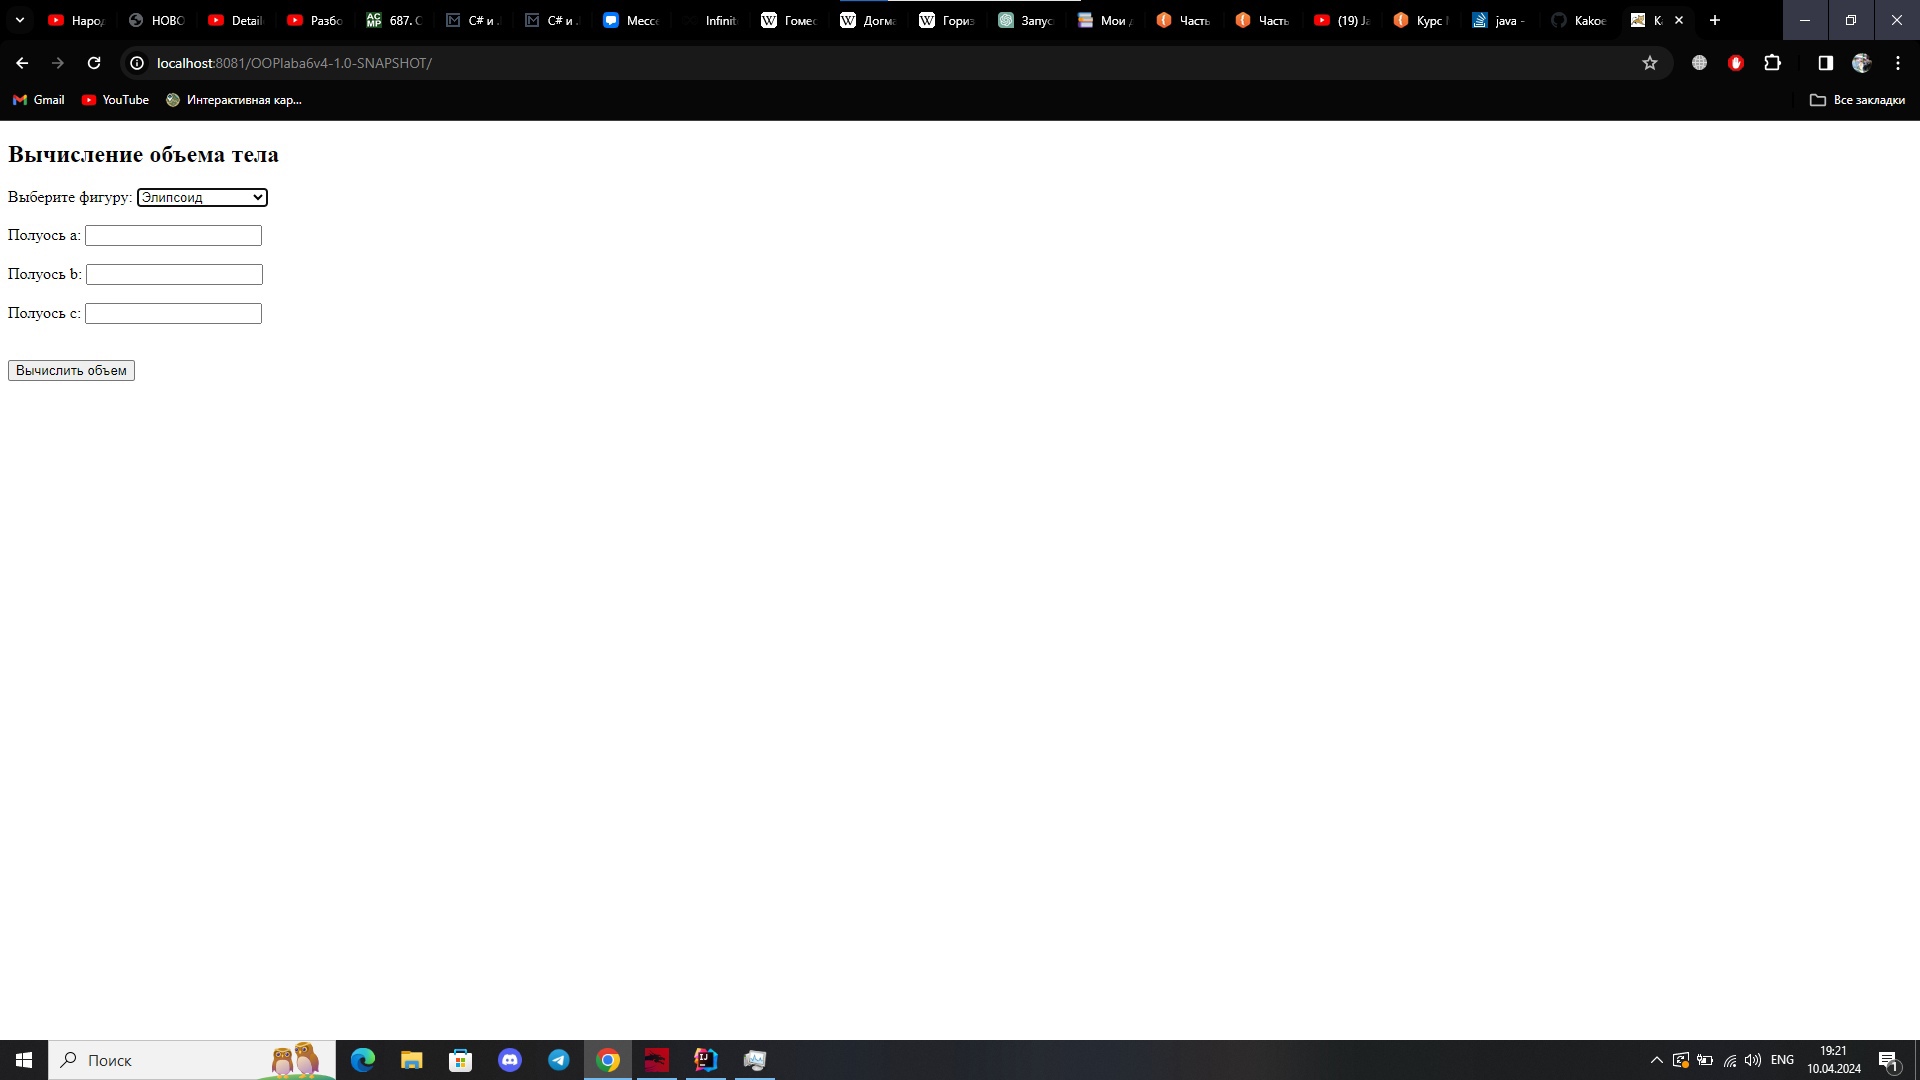 Народ НОВО Detail Разбо 687. С C# и . C# и . Мессе Infinit Гомес Догма Гориз Запус Мои Часть Часть (19) Ja Курс java - Kakoe
localhost:8081/OOPlaba6v4-1.0-SNAPSHOT/
Gmail YouTube Интерактивная кар... Все закладки
Вычисление объема тела
Выберите фигуру: Элипсоид
Полуось a:
Полуось b:
Полуось c:
Вычислить объем
Поиск ENG 19:21
10.04.2024